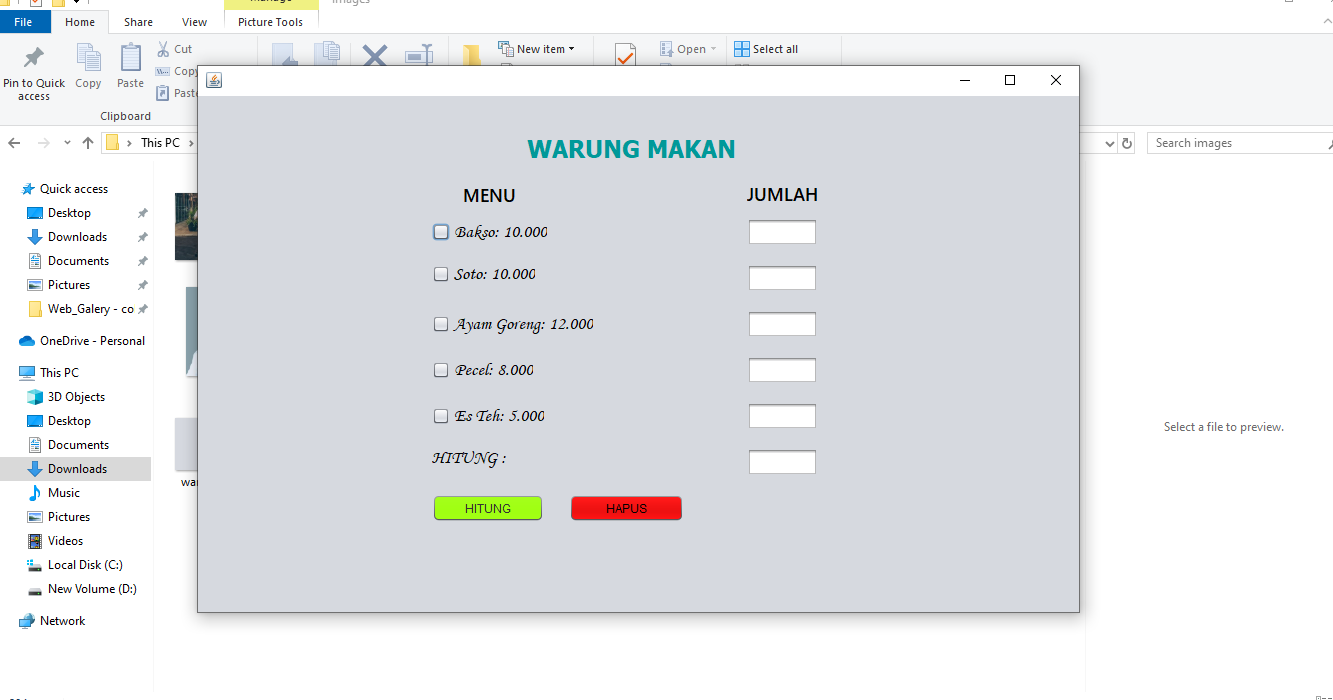 Images
File Home Share View Picture Tools
Pin to Quick access
Copy
Paste
Cut
New item
Open
Select all
Clipboard
This PC
Search images
Quick access
Desktop
Downloads
Documents
Pictures
Web_Galery - co
OneDrive - Personal
This PC
3D Objects
Desktop
Documents
Downloads
Music
Pictures
Videos
Local Disk (C:)
New Volume (D:)
Network
WARUNG MAKAN
MENU JUMLAH
Bakso: 10.000
Soto: 10.000
Ayam Goreng: 12.000
Pecel: 8.000
Es Teh: 5.000
HITUNG :
HITUNG HAPUS
Select a file to preview.